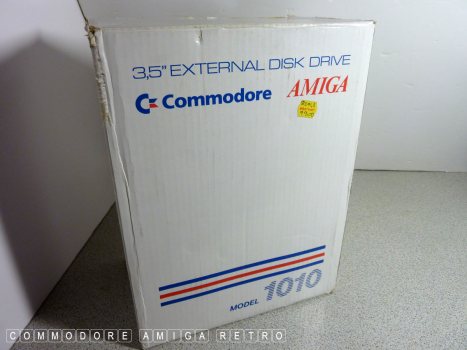 3,5" EXTERNAL DISK DRIVE
Commodore AMIGA
MODEL 1010
COMMODORE AMIGA RETRO